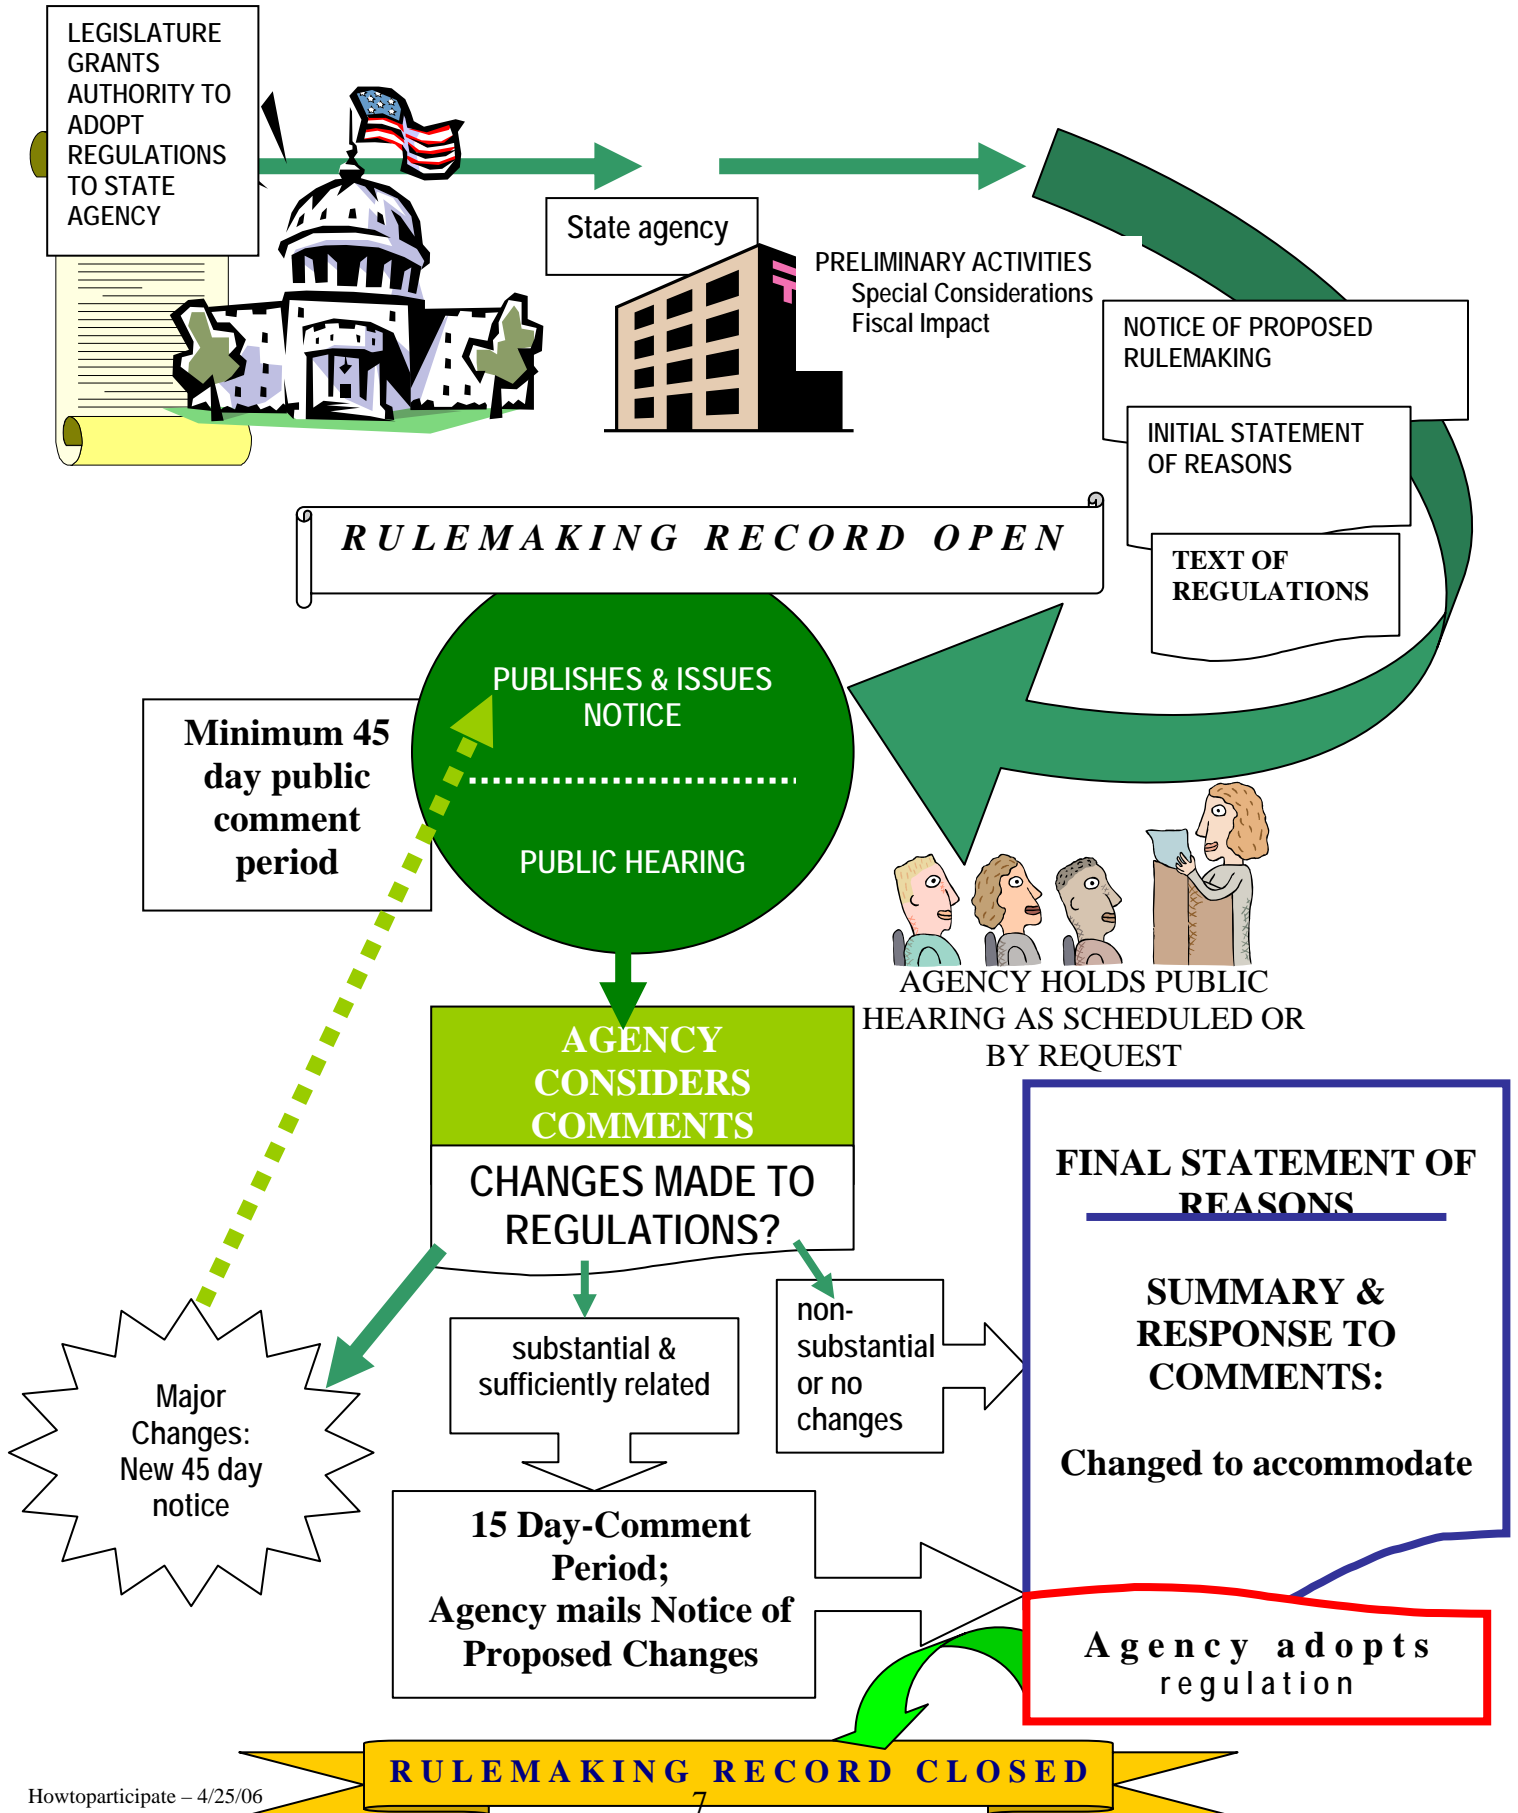 LEGISLATURE
GRANTS
AUTHORITY TO
ADOPT
REGULATIONS
TO STATE
AGENCY
State agency
PRELIMINARY ACTIVITIES
Special Considerations
Fiscal Impact
NOTICE OF PROPOSED
RULEMAKING
INITIAL STATEMENT
OF REASONS
TEXT OF
REGULATIONS
RULEMAKING RECORD OPEN
PUBLISHES & ISSUES
NOTICE
PUBLIC HEARING
Minimum 45
day public
comment
period
AGENCY HOLDS PUBLIC
HEARING AS SCHEDULED OR
BY REQUEST
AGENCY
CONSIDERS
COMMENTS
CHANGES MADE TO
REGULATIONS?
Major
Changes:
New 45 day
notice
substantial &
sufficiently related
non-
substantial
or no
changes
15 Day-Comment
Period;
Agency mails Notice of
Proposed Changes
FINAL STATEMENT OF
REASONS
SUMMARY &
RESPONSE TO
COMMENTS:
Changed to accommodate
Agency adopts
regulation
RULEMAKING RECORD CLOSED
Howtoparticipate – 4/25/06
7